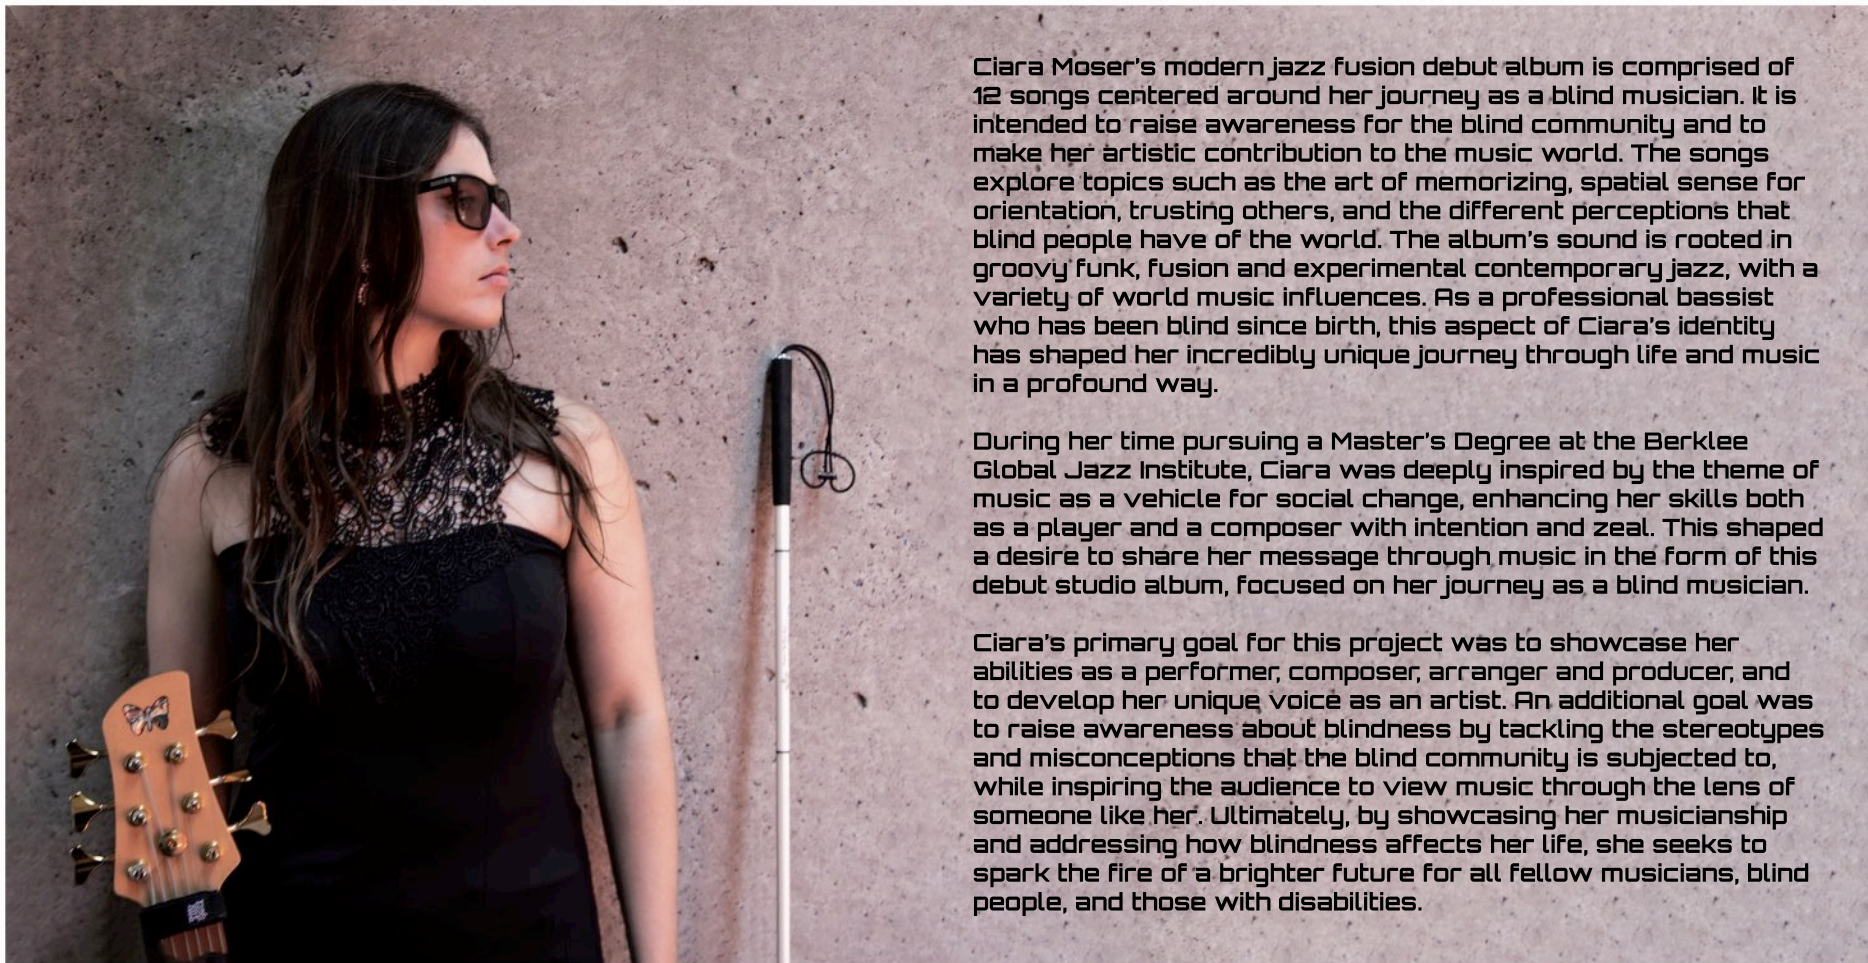 Ciara Moser's modern jazz fusion debut album is comprised of
12 songs centered around her journey as a blind musician. It is
intended to raise awareness for the blind community and to
make her artistic contribution to the music world. The songs
explore topics such as the art of memorizing, spatial sense for
orientation, trusting others, and the different perceptions that
blind people have of the world. The album's sound is rooted in
groovy funk, fusion and experimental contemporary jazz, with a
variety of world music influences. As a professional bassist
who has been blind since birth, this aspect of Ciara's identity
has shaped her incredibly unique journey through life and music
in a profound way.
During her time pursuing a Master's Degree at the Berklee
Global Jazz Institute, Ciara was deeply inspired by the theme of
music as a vehicle for social change, enhancing her skills both
as a player and a composer with intention and zeal. This shaped
a desire to share her message through music in the form of this
debut studio album, focused on her journey as a blind musician.
Ciara's primary goal for this project was to showcase her
abilities as a performer, composer, arranger and producer, and
to develop her unique voice as an artist. An additional goal was
to raise awareness about blindness by tackling the stereotypes
and misconceptions that the blind community is subjected to,
while inspiring the audience to view music through the lens of
someone like her. Ultimately, by showcasing her musicianship
and addressing how blindness affects her life, she seeks to
spark the fire of a brighter future for all fellow musicians, blind
people, and those with disabilities.